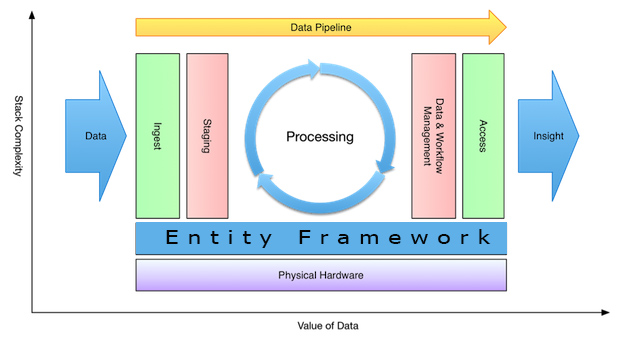 Data Pipeline
Stack Complexity
Data
Ingest
Staging
Processing
Data & Workflow
Management
Access
Insight
Entity Framework
Physical Hardware
Value of Data